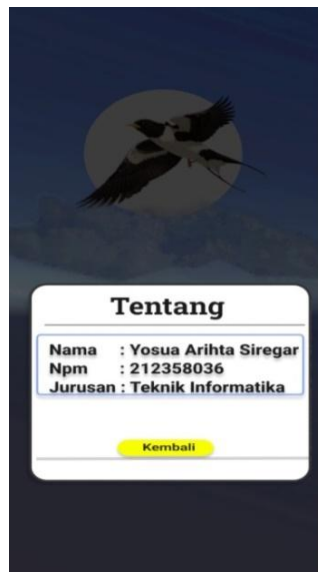 Tentang
Nama : Yosua Arihta Siregar
Npm : 212358036
Jurusan : Teknik Informatika
Kembali